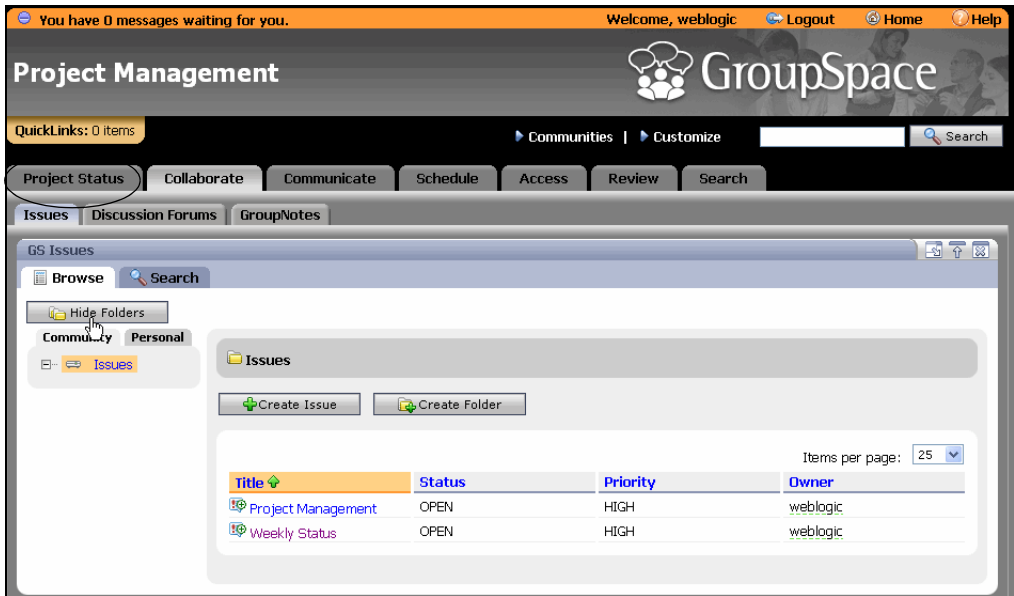 You have 0 messages waiting for you. Welcome, weblogic Logout Home Help
Project Management GroupSpace
QuickLinks: 0 items Communities | Customize Search
Project Status Collaborate Communicate Schedule Access Review Search
Issues Discussion Forums GroupNotes
GS Issues
Browse Search
Hide Folders
Community Personal
Issues
Issues
Create Issue Create Folder
Items per page: 25
Title Status Priority Owner
Project Management OPEN HIGH weblogic
Weekly Status OPEN HIGH weblogic